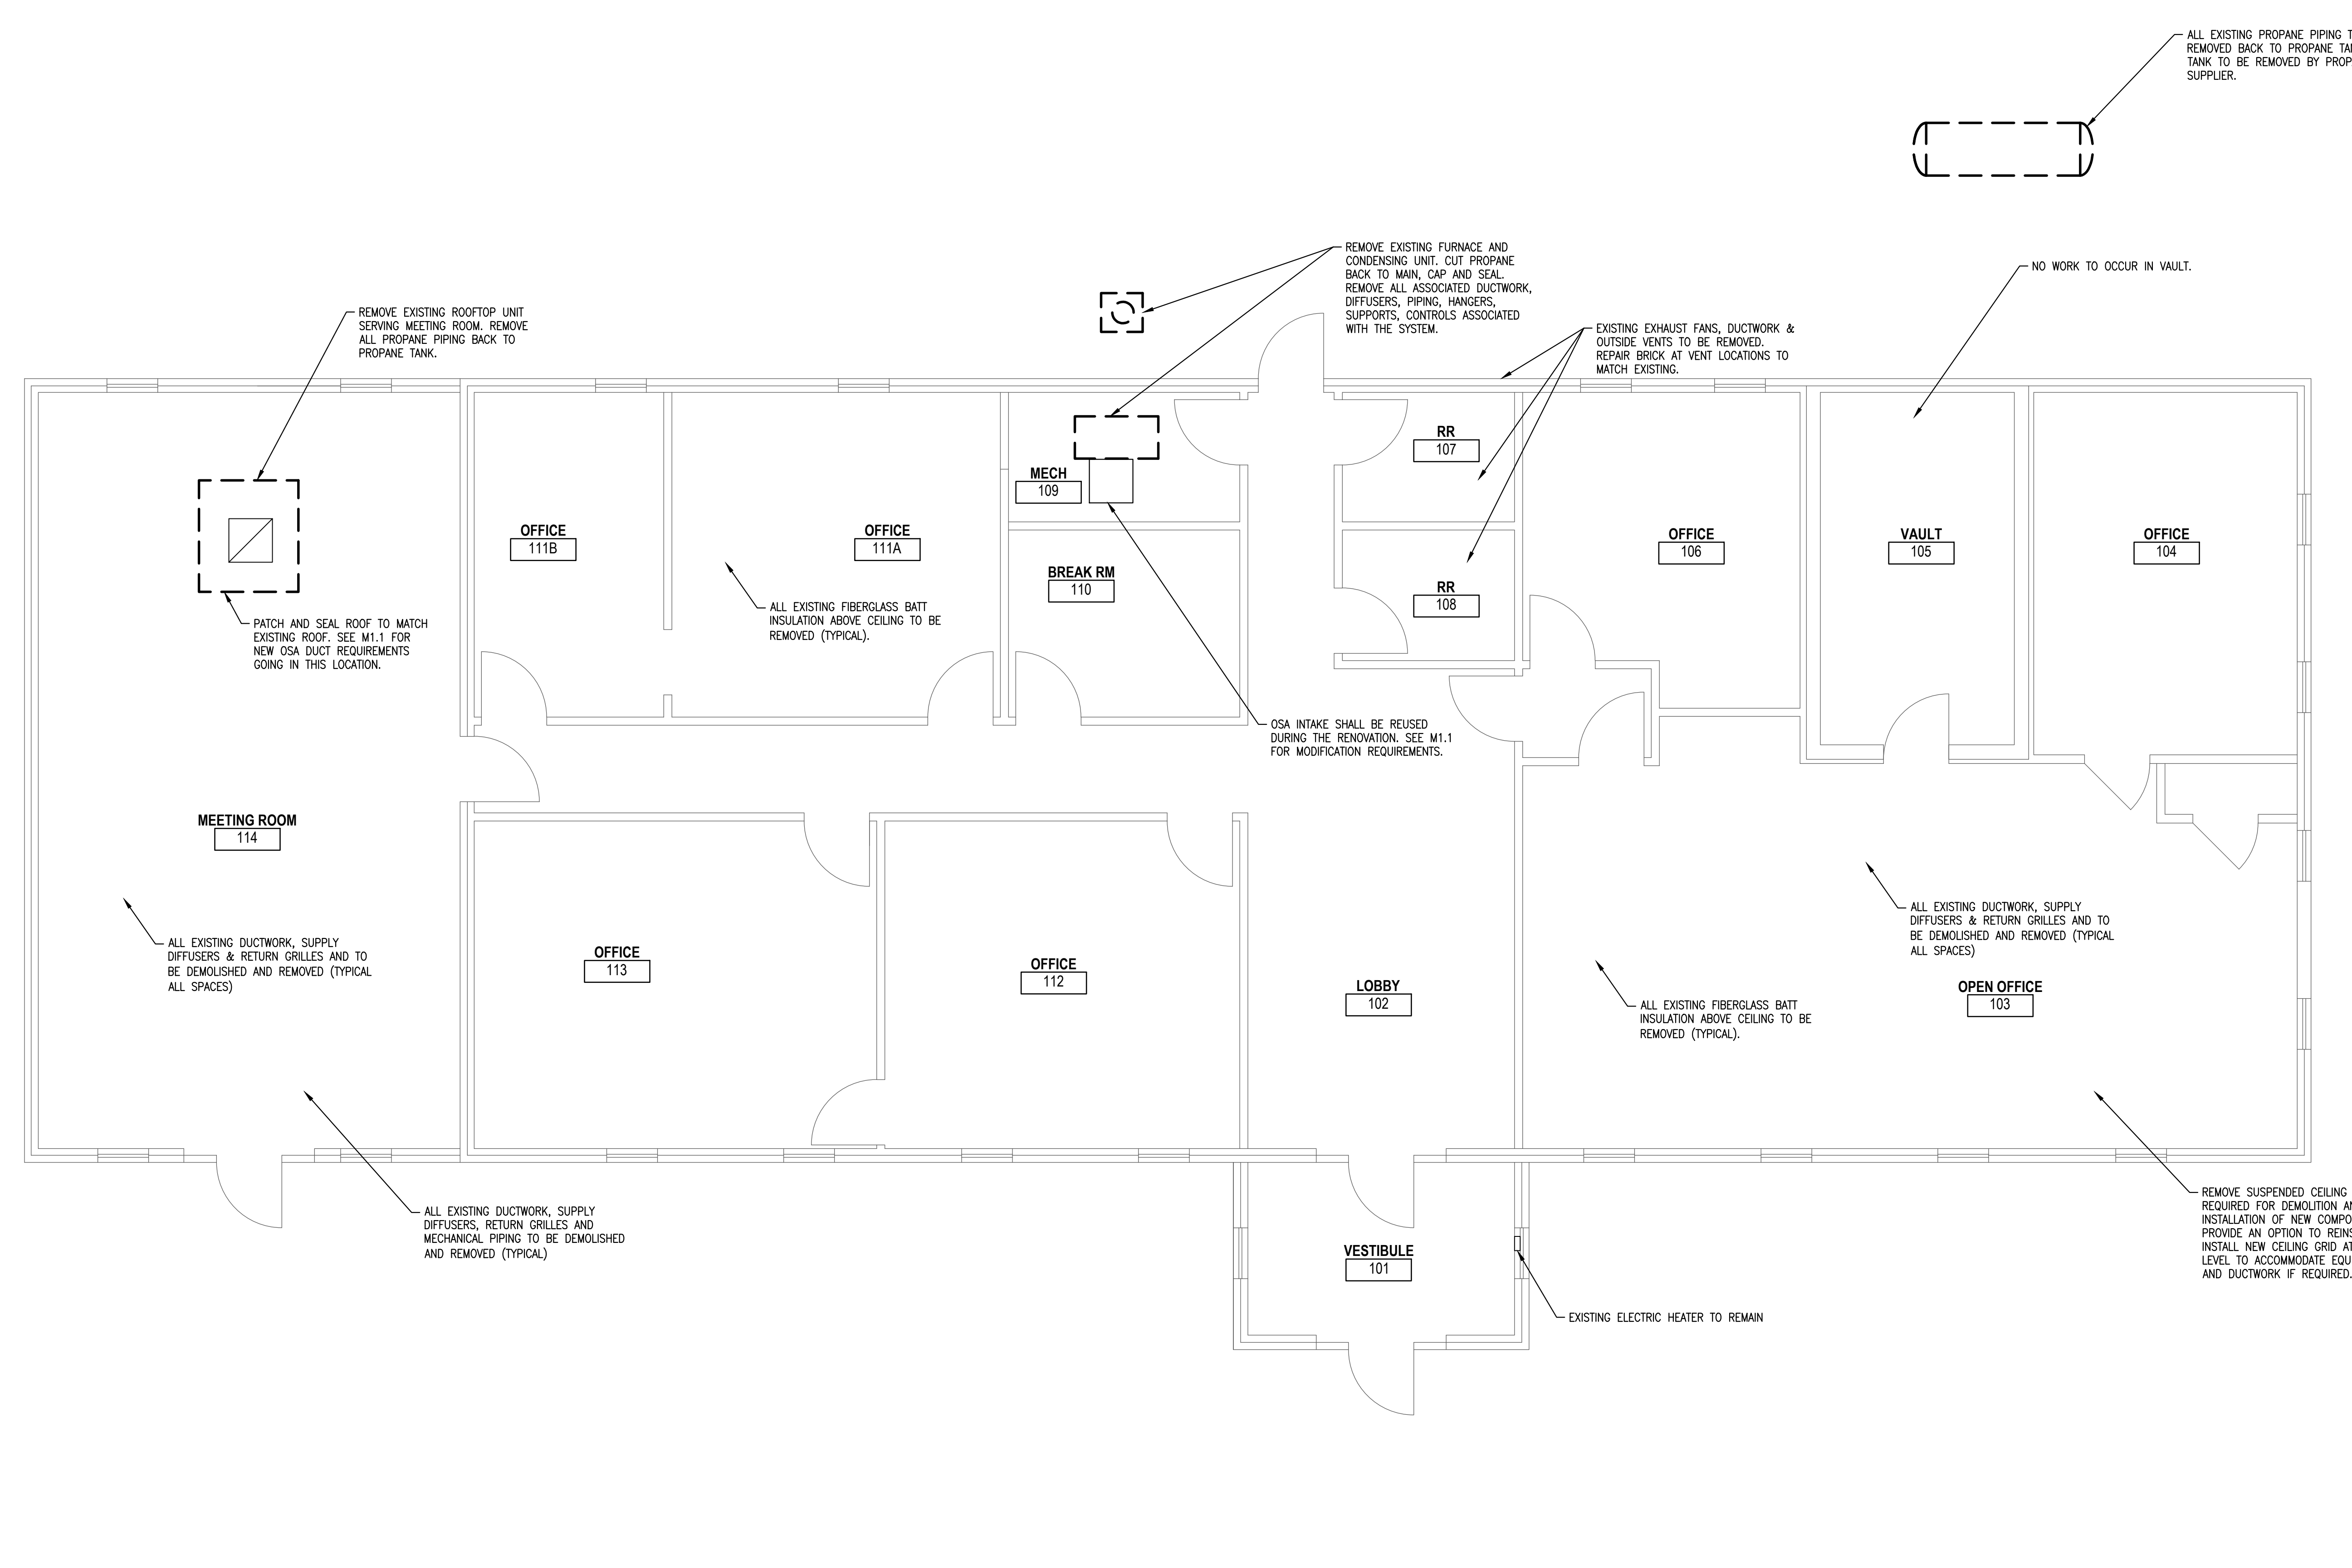 ALL EXISTING PROPANE PIPING
REMOVED BACK TO PROPANE
TANK TO BE REMOVED BY
SUPPLIER.
REMOVE EXISTING FURNACE AND
CONDENSING UNIT. CUT PROPANE
BACK TO MAIN, CAP AND SEAL.
REMOVE ALL ASSOCIATED DUCTWORK,
DIFFUSERS, PIPING, HANGERS,
SUPPORTS, CONTROLS ASSOCIATED
WITH THE SYSTEM.
NO WORK TO OCCUR IN VAULT.
REMOVE EXISTING ROOFTOP UNIT
SERVING MEETING ROOM. REMOVE
ALL PROPANE PIPING BACK TO
PROPANE TANK.
EXISTING EXHAUST FANS, DUCTWORK &
OUTSIDE VENTS TO BE REMOVED.
REPAIR BRICK AT VENT LOCATIONS TO
MATCH EXISTING.
RR
107
MECH
109
OFFICE
111B
OFFICE
111A
OFFICE
106
VAULT
105
OFFICE
104
BREAK RM
110
RR
108
ALL EXISTING FIBERGLASS BATT
INSULATION ABOVE CEILING TO BE
REMOVED (TYPICAL).
PATCH AND SEAL ROOF TO MATCH
EXISTING ROOF. SEE M1.1 FOR
NEW OSA DUCT REQUIREMENTS
GOING IN THIS LOCATION.
OSA INTAKE SHALL BE REUSED
DURING THE RENOVATION. SEE M1.1
FOR MODIFICATION REQUIREMENTS.
MEETING ROOM
114
ALL EXISTING DUCTWORK, SUPPLY
DIFFUSERS & RETURN GRILLES AND TO
BE DEMOLISHED AND REMOVED (TYPICAL
ALL SPACES)
OFFICE
113
OFFICE
112
LOBBY
102
ALL EXISTING DUCTWORK, SUPPLY
DIFFUSERS & RETURN GRILLES AND TO
BE DEMOLISHED AND REMOVED (TYPICAL
ALL SPACES)
OPEN OFFICE
103
ALL EXISTING FIBERGLASS BATT
INSULATION ABOVE CEILING TO BE
REMOVED (TYPICAL).
ALL EXISTING DUCTWORK, SUPPLY
DIFFUSERS, RETURN GRILLES AND
MECHANICAL PIPING TO BE DEMOLISHED
AND REMOVED (TYPICAL)
REMOVE SUSPENDED CEILING
REQUIRED FOR DEMOLITION
INSTALLATION OF NEW
PROVIDE AN OPTION TO
INSTALL NEW CEILING GRID
LEVEL TO ACCOMMODATE
AND DUCTWORK IF REQUIRED.
VESTIBULE
101
EXISTING ELECTRIC HEATER TO REMAIN